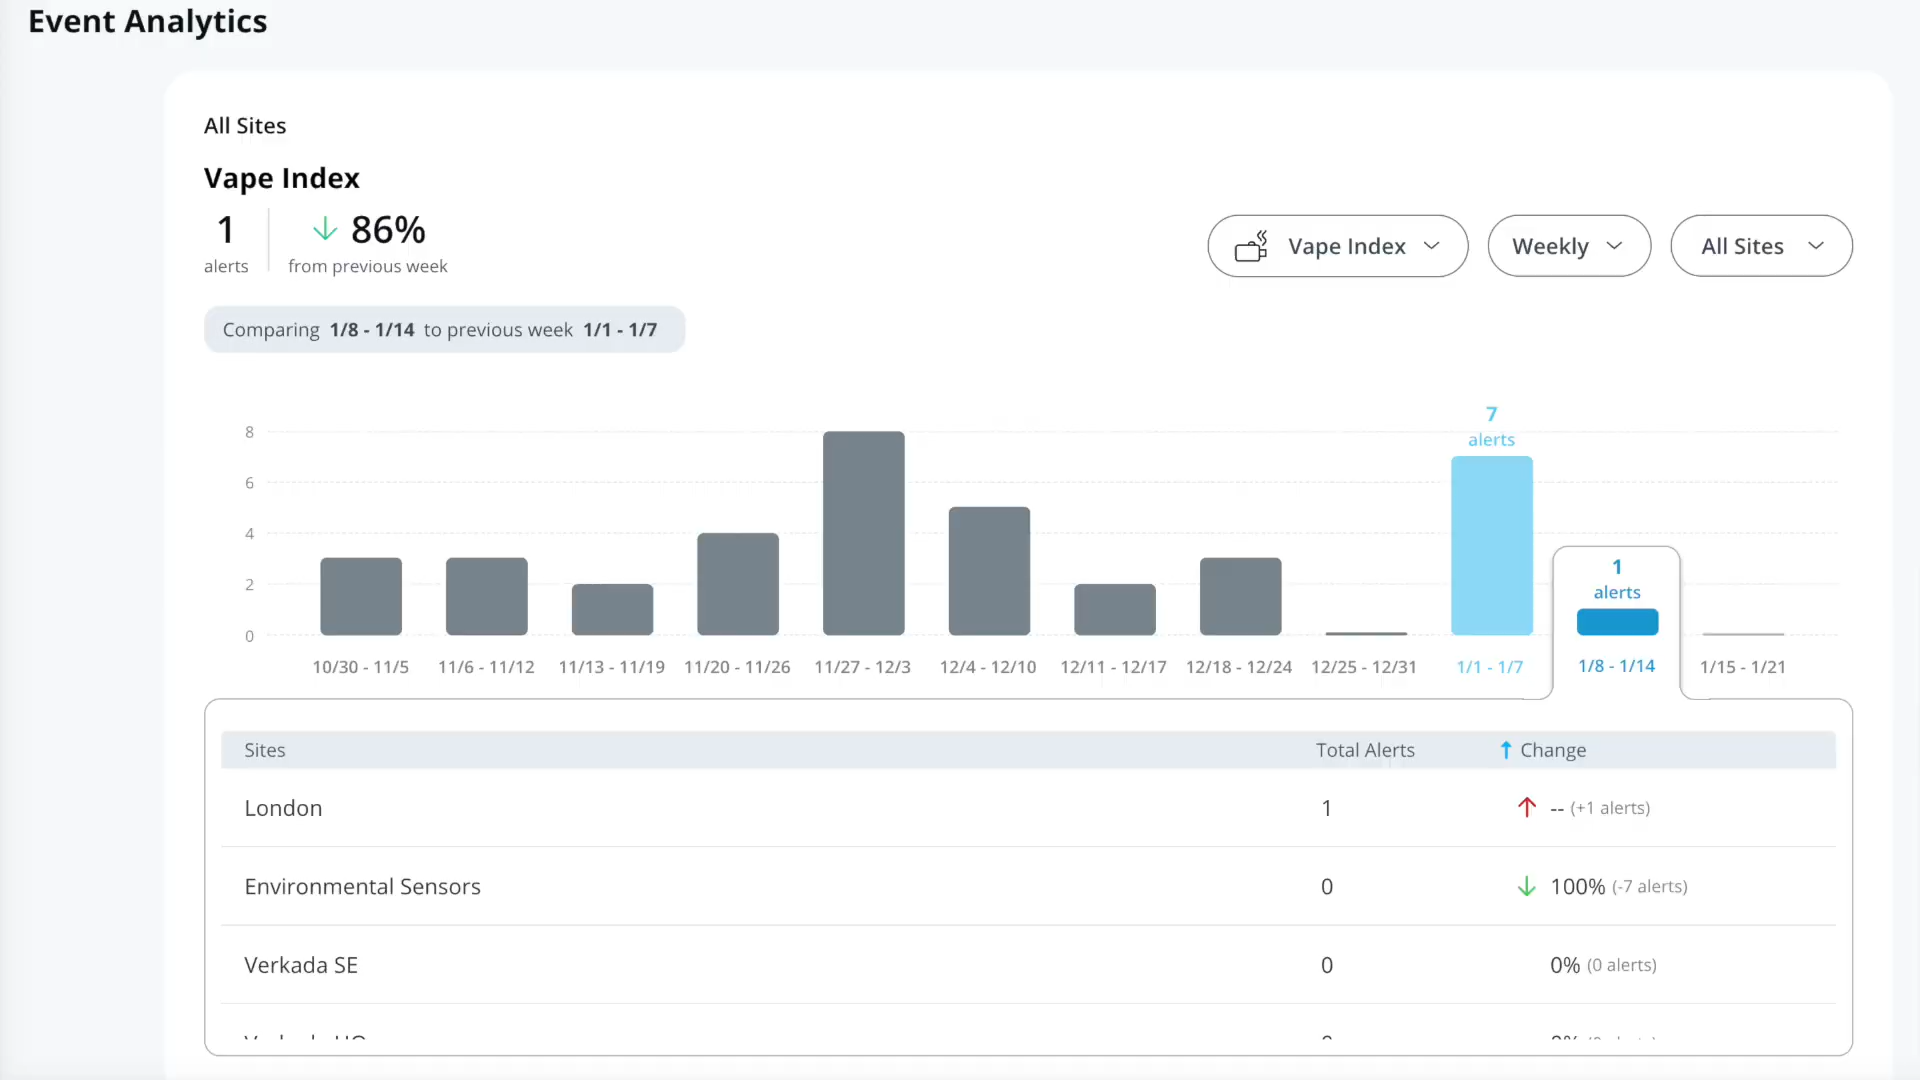 Event Analytics
All Sites
Vape Index
1 86%
alerts from previous week
Vape Index Weekly All Sites
Comparing 1/8 - 1/14 to previous week 1/1 - 1/7
7
alerts
8
6
4
2
0
1
alerts
10/30 - 11/5 11/6 - 11/12 11/13 - 11/19 11/20 - 11/26 11/27 - 12/3 12/4 - 12/10 12/11 - 12/17 12/18 - 12/24 12/25 - 12/31 1/1 - 1/7 1/8 - 1/14 1/15 - 1/21
Sites Total Alerts Change
London 1 -- (+1 alerts)
Environmental Sensors 0 100% (-7 alerts)
Verkada SE 0 0% (0 alerts)